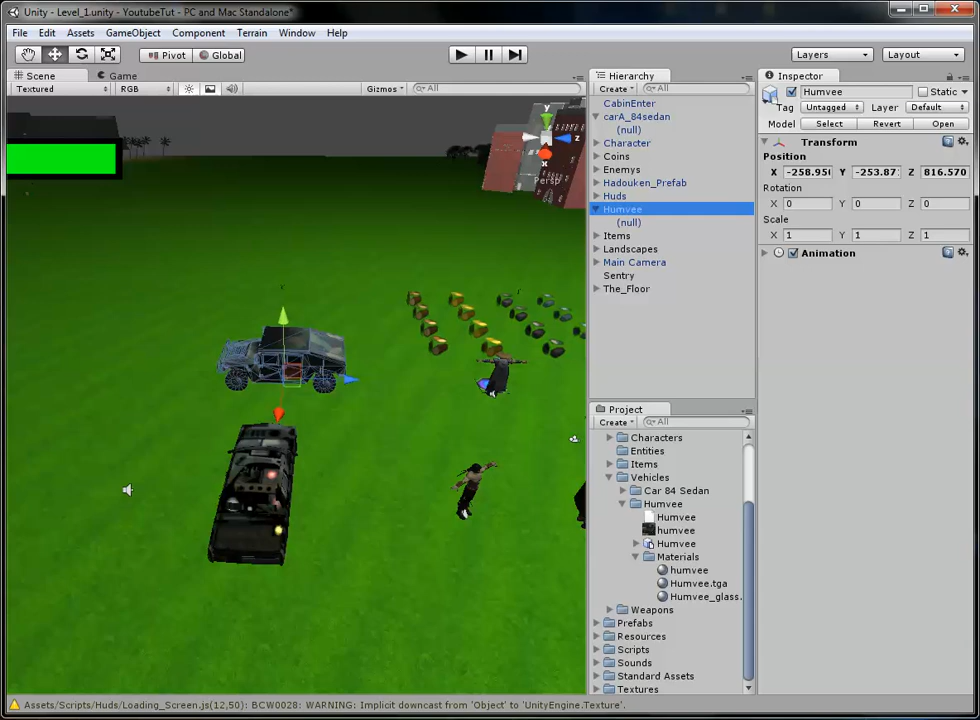 Unity - Level_1.unity - YoutubeTut - PC and Mac Standalone*
File Edit Assets GameObject Component Terrain Window Help
Pivot Global Layers Layout
Scene Game
Textured RGB Gizmos All
Persp
y
z
x
Hierarchy
Create All
CabinEnter
carA_84sedan
(null)
Character
Coins
Enemys
Hadouken_Prefab
Huds
Humvee
(null)
Items
Landscapes
Main Camera
Sentry
The_Floor
Project
Create All
Characters
Entities
Items
Vehicles
Car 84 Sedan
Humvee
Humvee
humvee
Humvee
Materials
humvee
Humvee.tga
Humvee_glass.
Weapons
Prefabs
Resources
Scripts
Sounds
Standard Assets
Textures
Inspector
Humvee Static
Tag Untagged Layer Default
Model Select Revert Open
Transform
Position
X -258.950 Y -253.87 Z 816.570
Rotation
X 0 Y 0 Z 0
Scale
X 1 Y 1 Z 1
Animation
Assets/Scripts/Huds/Loading_Screen.js(12,50): BCW0028: WARNING: Implicit downcast from 'Object' to 'UnityEngine.Texture'.